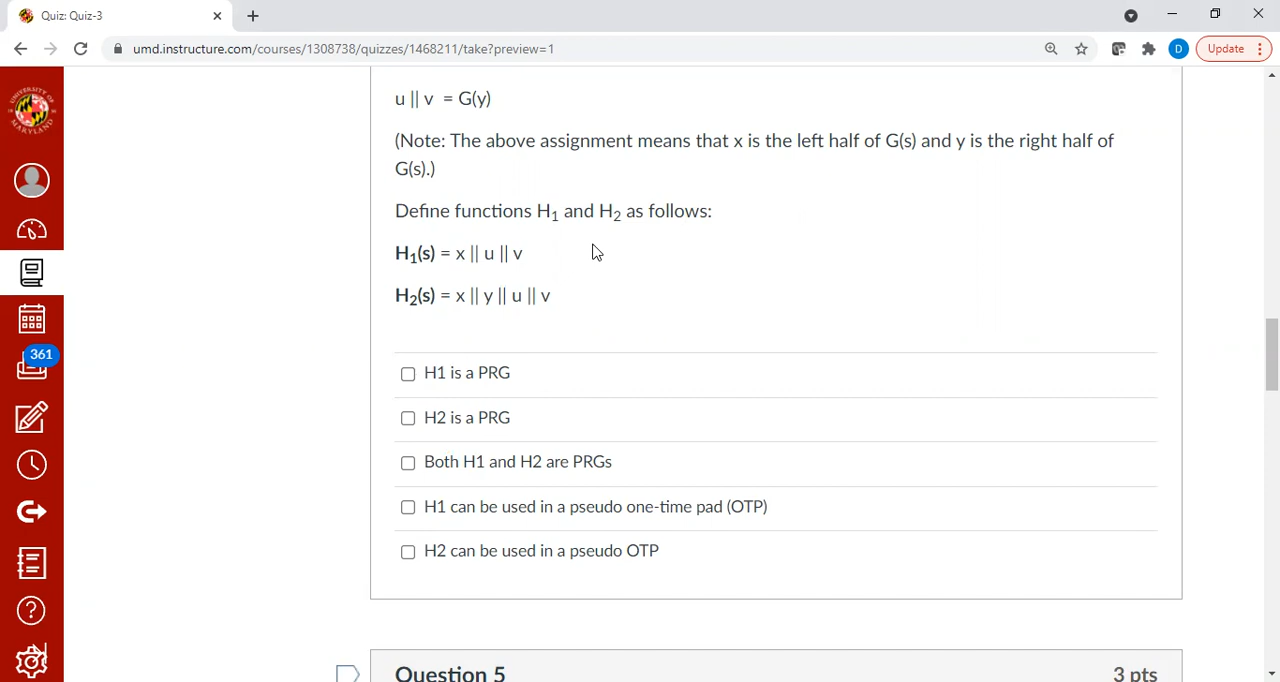 Quiz: Quiz-3
umd.instructure.com/courses/1308738/quizzes/1468211/take?preview=1
D
Update
UNIVERSITY OF
MARYLAND
361
u || v = G(y)
(Note: The above assignment means that x is the left half of G(s) and y is the right half of
G(s).)
Define functions H1 and H2 as follows:
H1(s) = x || u || v
H2(s) = x || y || u || v
H1 is a PRG
H2 is a PRG
Both H1 and H2 are PRGs
H1 can be used in a pseudo one-time pad (OTP)
H2 can be used in a pseudo OTP
Question 5
3 pts